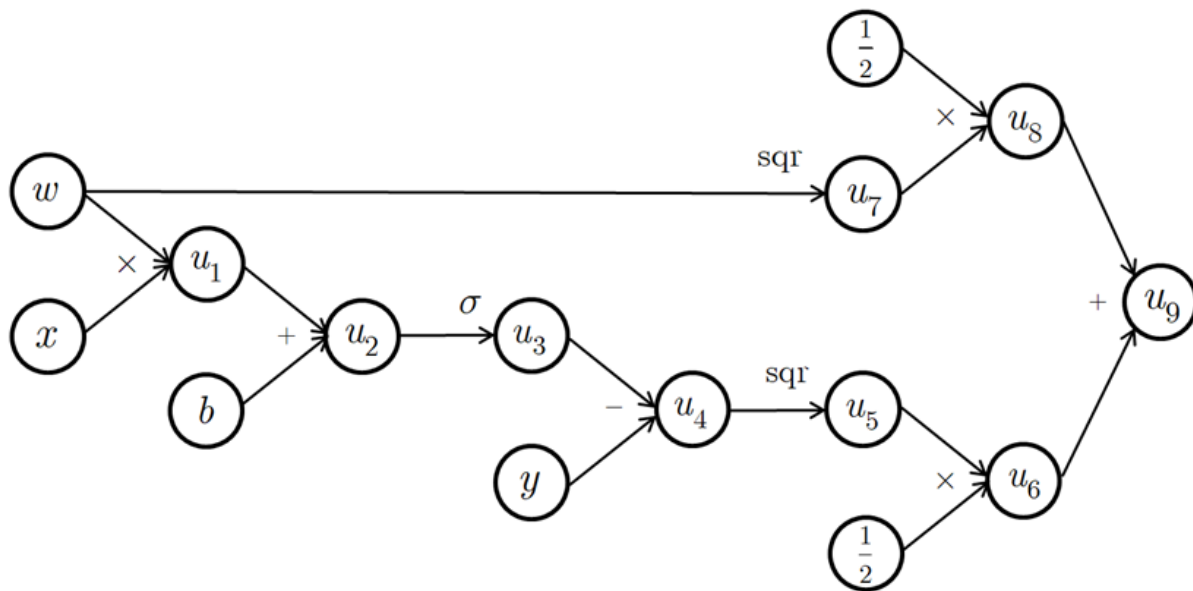 1/2
×
u₈
sqr
w
u₇
×
u₁
+
u₉
x
σ
+
u₂
u₃
sqr
b
−
u₄
u₅
y
×
u₆
1/2